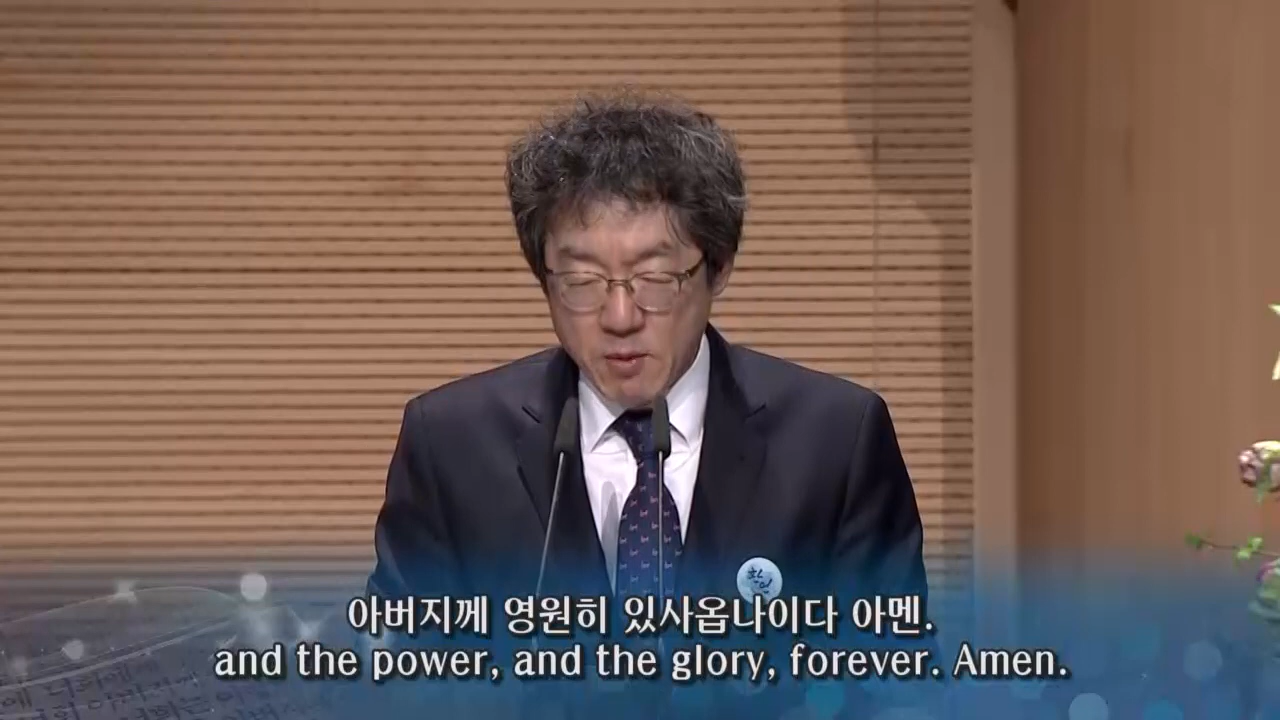 아버지께 영원히 있사옵나이다 아멘.
and the power, and the glory, forever. Amen.